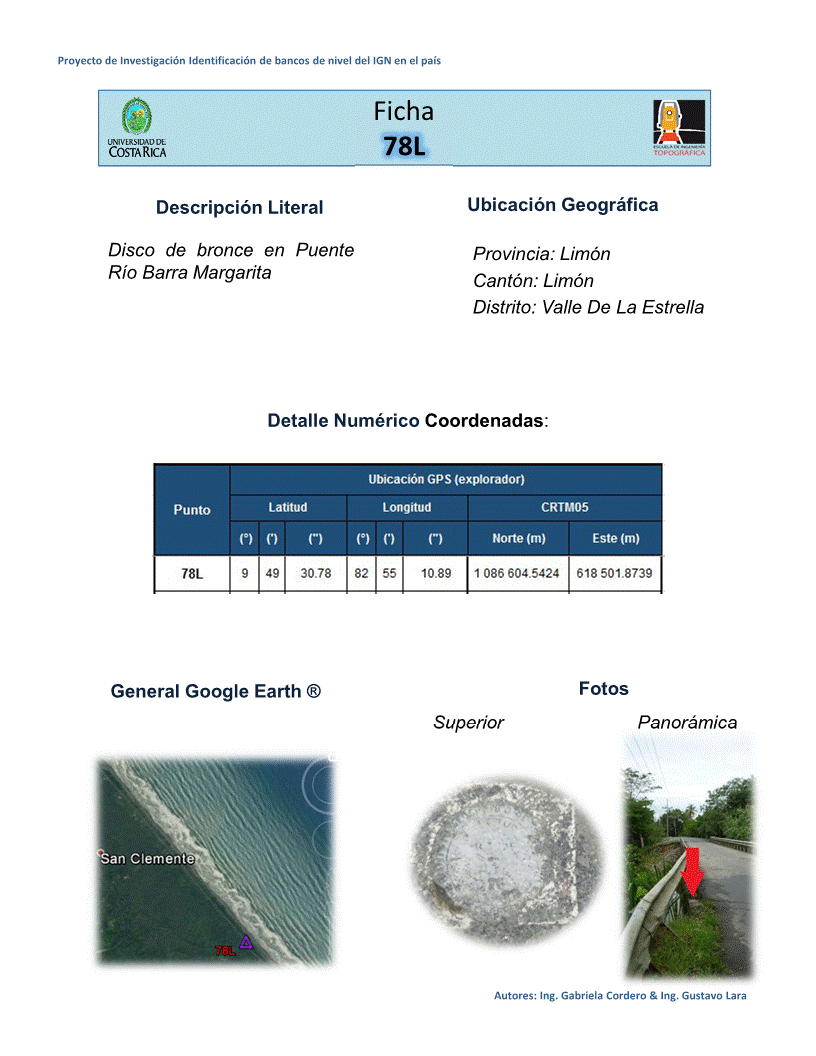 Proyecto de Investigación Identificación de bancos de nivel del IGN en el país
UNIVERSIDAD DE
COSTA RICA
Ficha
78L
ESCUELA DE INGENIERÍA
TOPOGRÁFICA
Descripción Literal
Disco de bronce en Puente
Río Barra Margarita
Ubicación Geográfica
Provincia: Limón
Cantón: Limón
Distrito: Valle De La Estrella
Detalle Numérico Coordenadas:
Punto
Ubicación GPS (explorador)
Latitud Longitud CRTM05
(°) (') ('') (°) (') ('') Norte (m) Este (m)
78L 9 49 30.78 82 55 10.89 1 086 604.5424 618 501.8739
General Google Earth ®
Fotos
Superior Panorámica
San Clemente
78L
Autores: Ing. Gabriela Cordero & Ing. Gustavo Lara